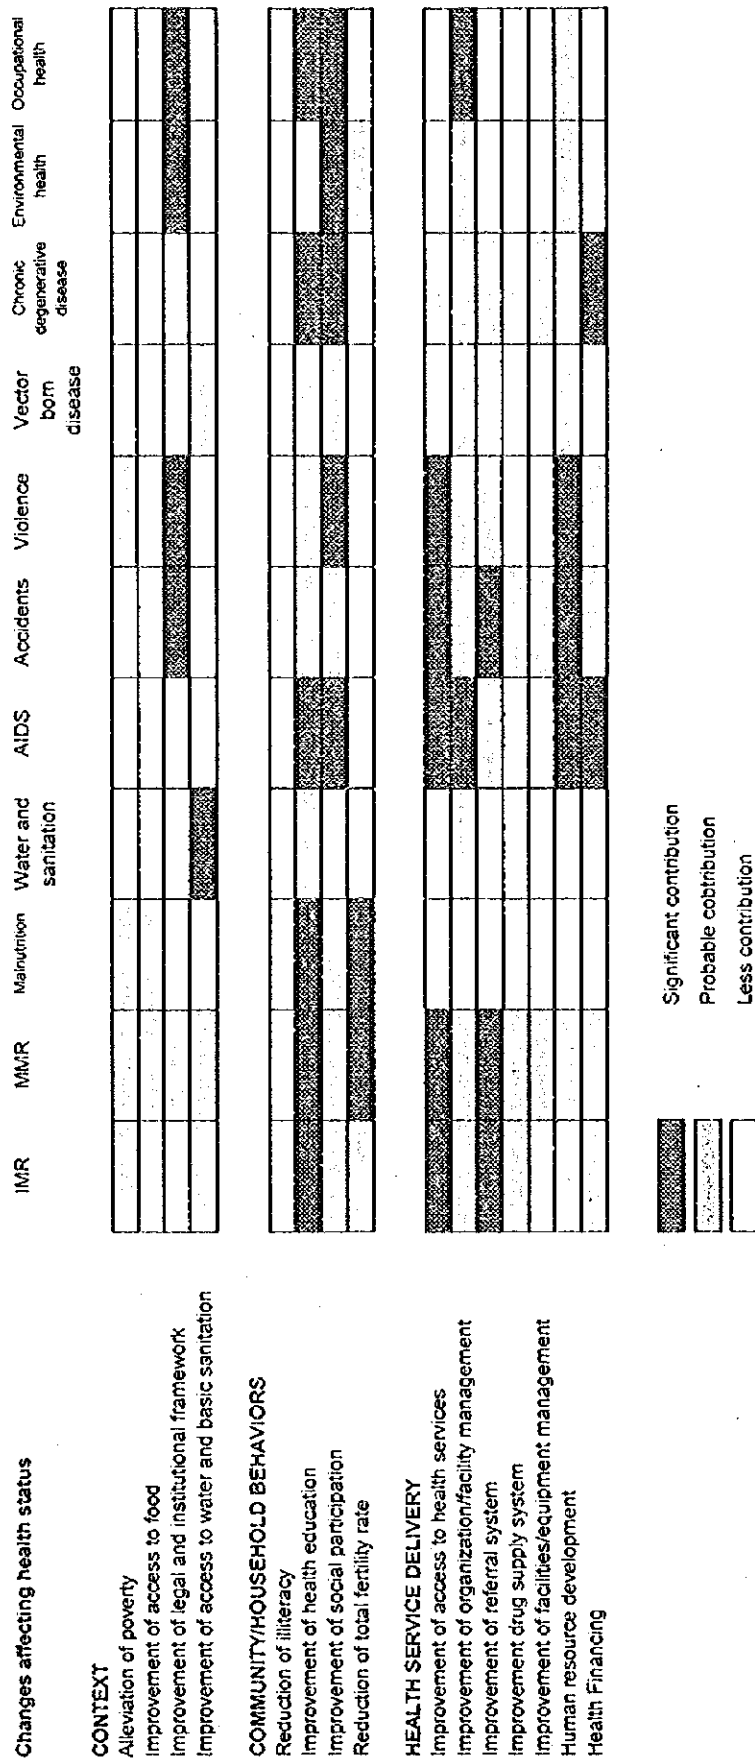 Changes affecting health status
IMR
MMR
Malnutrition
Water and
sanitation
AIDS
Accidents
Violence
Vector
born
disease
Chronic
degenerative
disease
Environmental
health
Occupational
health
CONTEXT
Alleviation of poverty
Improvement of access to food
Improvement of legal and institutional framework
Improvement of access to water and basic sanitation
COMMUNITY/HOUSEHOLD BEHAVIORS
Reduction of illiteracy
Improvement of health education
Improvement of social participation
Reduction of total fertility rate
HEALTH SERVICE DELIVERY
Improvement of access to health services
Improvement of organization/facility management
Improvement of referral system
Improvement drug supply system
Improvement of facilities/equipment management
Human resource development
Health Financing
Significant contribution
Probable cobtribution
Less contribution